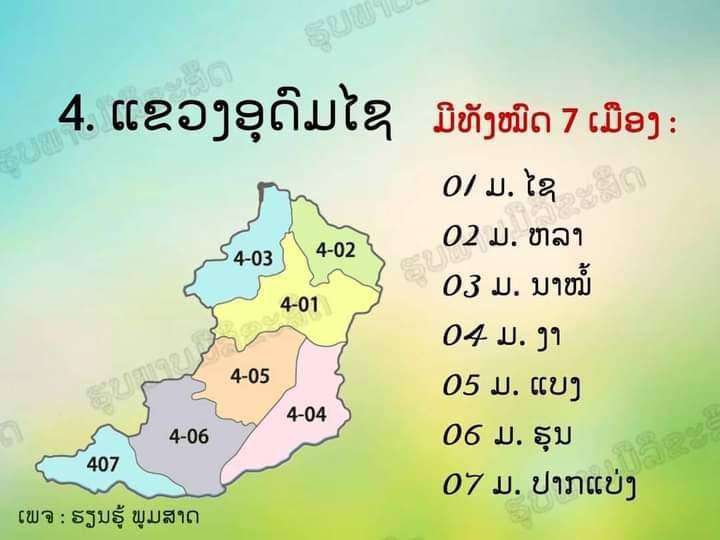 4. ແຂວງອຸດົມໄຊ
ມີທັງໝົດ 7 ເມືອງ :
01 ມ. ໄຊ
02 ມ. ຫລາ
03 ມ. ນາໝໍ້
04 ມ. ງາ
05 ມ. ແບງ
06 ມ. ຮຸນ
07 ມ. ປາກແບ່ງ
4-03
4-02
4-01
4-05
4-04
4-06
407
ເພຈ : ຮຽນຮູ້ ພູມສາດ